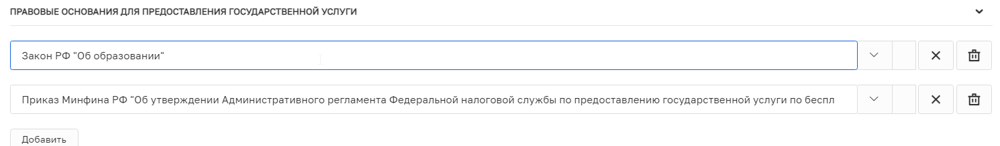 ПРАВОВЫЕ ОСНОВАНИЯ ДЛЯ ПРЕДОСТАВЛЕНИЯ ГОСУДАРСТВЕННОЙ УСЛУГИ
Закон РФ "Об образовании"
Приказ Минфина РФ "Об утверждении Административного регламента Федеральной налоговой службы по предоставлению государственной услуги по беспл
Добавить